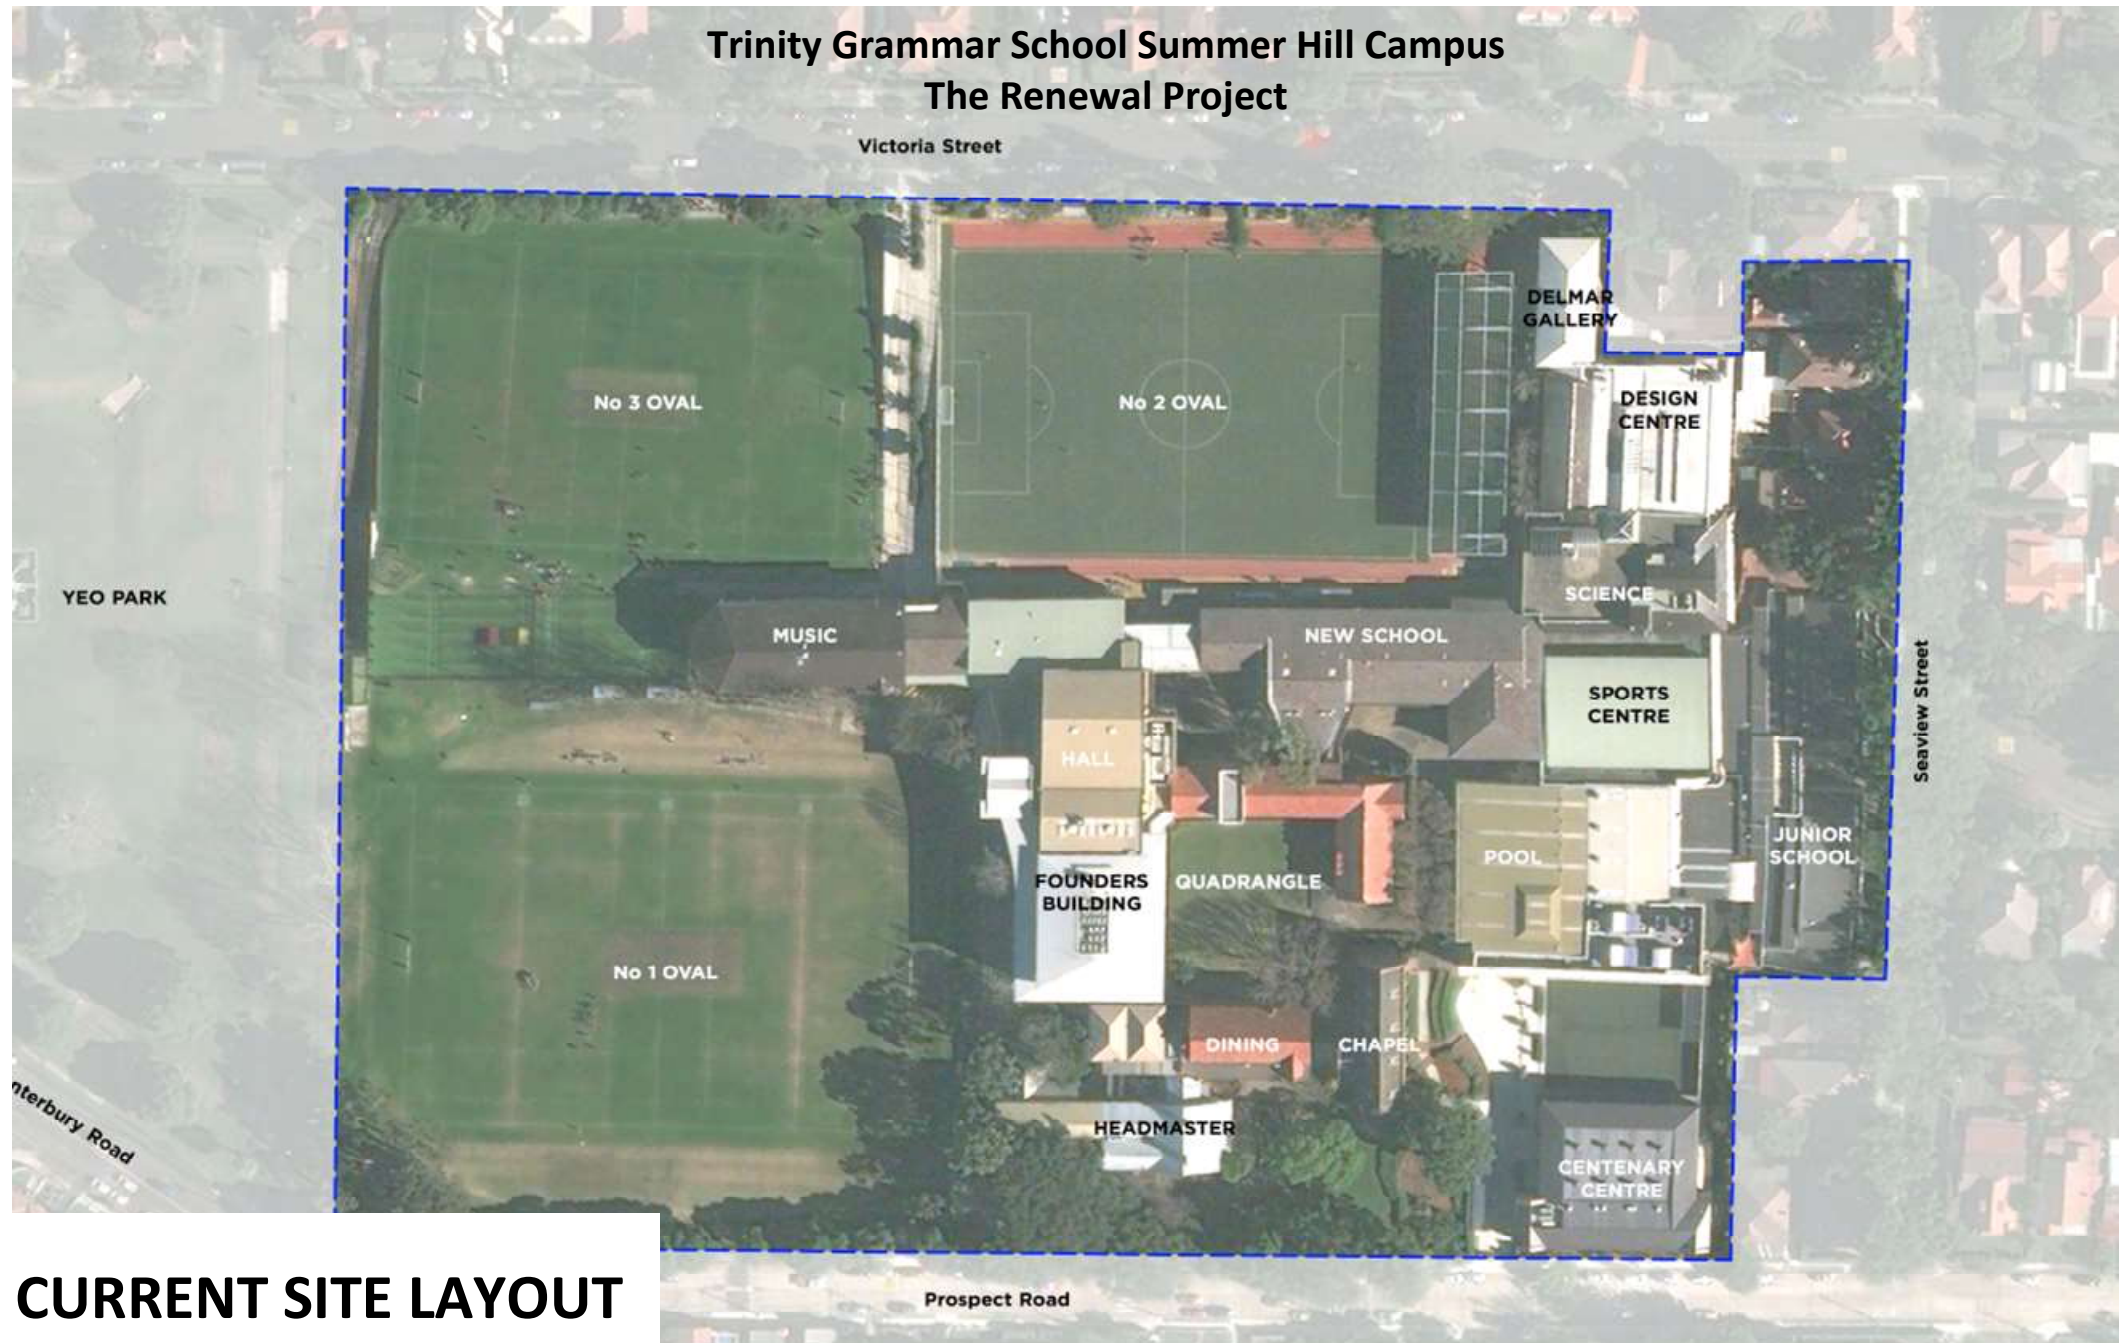 Trinity Grammar School Summer Hill Campus
The Renewal Project
Victoria Street
DELMAR
GALLERY
No 3 OVAL
No 2 OVAL
DESIGN
CENTRE
YEO PARK
SCIENCE
MUSIC
NEW SCHOOL
SPORTS
CENTRE
Seaview Street
HALL
JUNIOR
SCHOOL
POOL
FOUNDERS
BUILDING
QUADRANGLE
No 1 OVAL
DINING
CHAPEL
nterbury Road
HEADMASTER
CENTENARY
CENTRE
CURRENT SITE LAYOUT
Prospect Road